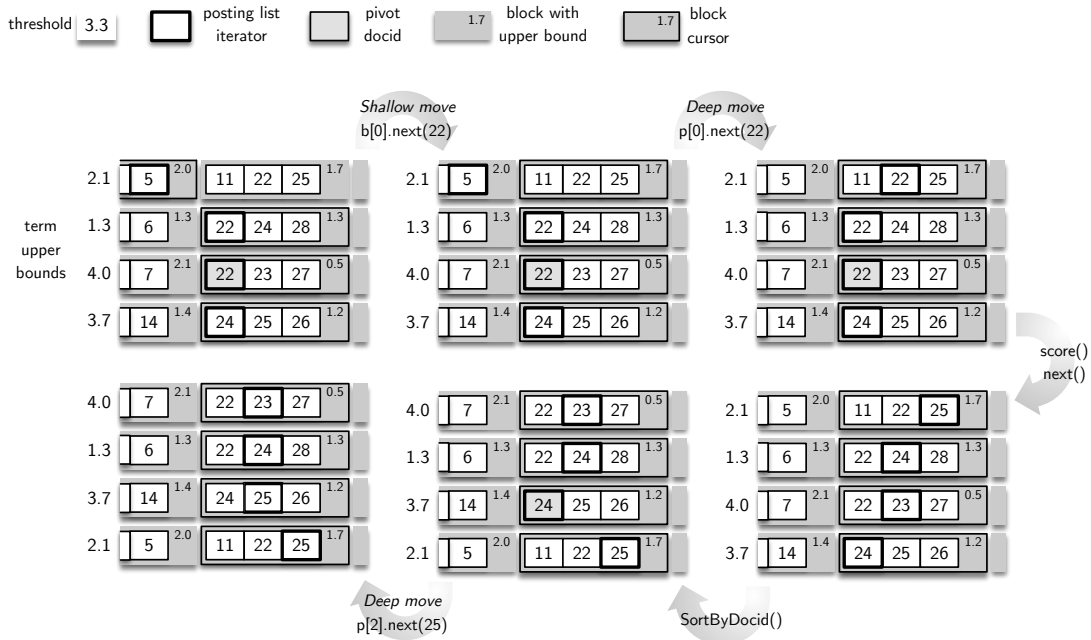 threshold 3.3 posting list iterator pivot docid 1.7 block with upper bound 1.7 block cursor
Shallow move
b[0].next(22)
Deep move
p[0].next(22)
term upper bounds
2.1 5 2.0 11 22 25 1.7
1.3 6 1.3 22 24 28 1.3
4.0 7 2.1 22 23 27 0.5
3.7 14 1.4 24 25 26 1.2
2.1 5 2.0 11 22 25 1.7
1.3 6 1.3 22 24 28 1.3
4.0 7 2.1 22 23 27 0.5
3.7 14 1.4 24 25 26 1.2
2.1 5 2.0 11 22 25 1.7
1.3 6 1.3 22 24 28 1.3
4.0 7 2.1 22 23 27 0.5
3.7 14 1.4 24 25 26 1.2
score()
next()
4.0 7 2.1 22 23 27 0.5
1.3 6 1.3 22 24 28 1.3
3.7 14 1.4 24 25 26 1.2
2.1 5 2.0 11 22 25 1.7
4.0 7 2.1 22 23 27 0.5
1.3 6 1.3 22 24 28 1.3
3.7 14 1.4 24 25 26 1.2
2.1 5 2.0 11 22 25 1.7
2.1 5 2.0 11 22 25 1.7
1.3 6 1.3 22 24 28 1.3
4.0 7 2.1 22 23 27 0.5
3.7 14 1.4 24 25 26 1.2
Deep move
p[2].next(25)
SortByDocid()